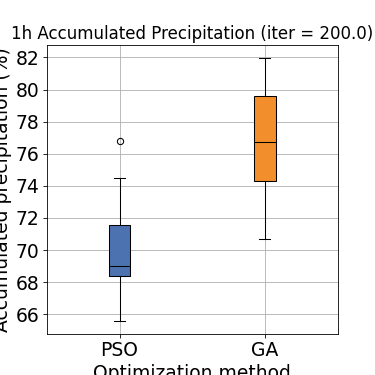 1h Accumulated Precipitation (iter = 200.0)
Accumulated precipitation (%)
82
80
78
76
74
72
70
68
66
PSO GA
Optimization method